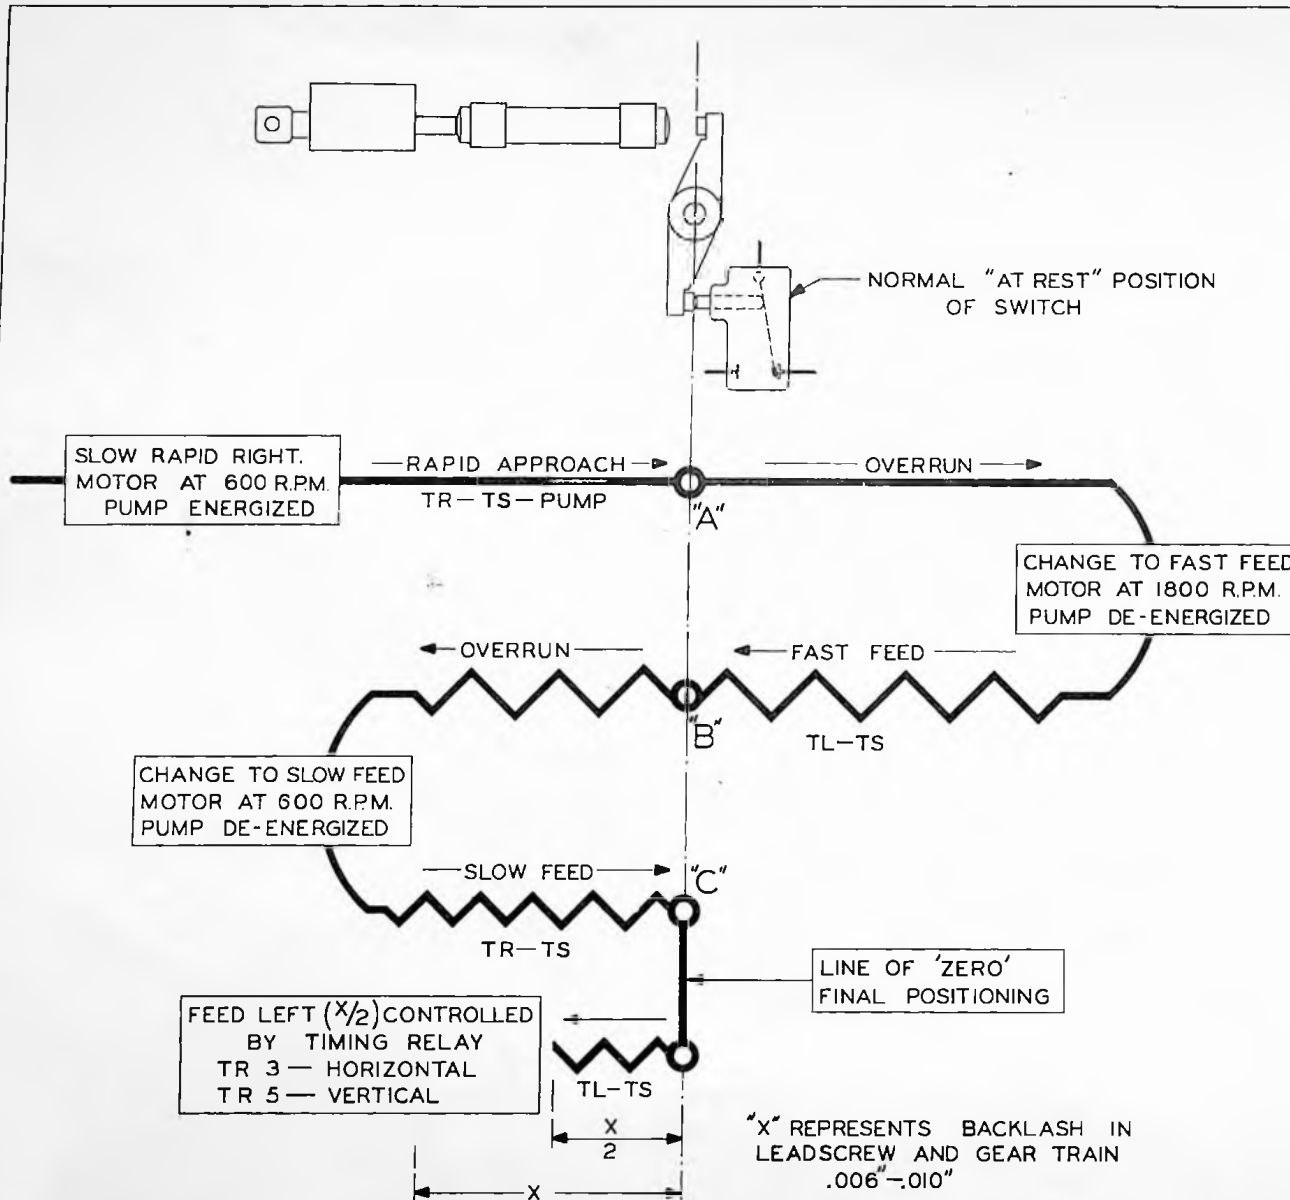 NORMAL "AT REST" POSITION
OF SWITCH
SLOW RAPID RIGHT.
MOTOR AT 600 R.P.M.
PUMP ENERGIZED
RAPID APPROACH
TR-TS-PUMP
"A"
OVERRUN
CHANGE TO FAST FEED
MOTOR AT 1800 R.P.M.
PUMP DE-ENERGIZED
OVERRUN
FAST FEED
"B"
TL-TS
CHANGE TO SLOW FEED
MOTOR AT 600 R.P.M.
PUMP DE-ENERGIZED
SLOW FEED
"C"
TR-TS
LINE OF 'ZERO'
FINAL POSITIONING
FEED LEFT (X/2) CONTROLLED
BY TIMING RELAY
TR 3 — HORIZONTAL
TR 5 — VERTICAL
TL-TS
X
2
X
"X" REPRESENTS BACKLASH IN
LEADSCREW AND GEAR TRAIN
.006"-.010"